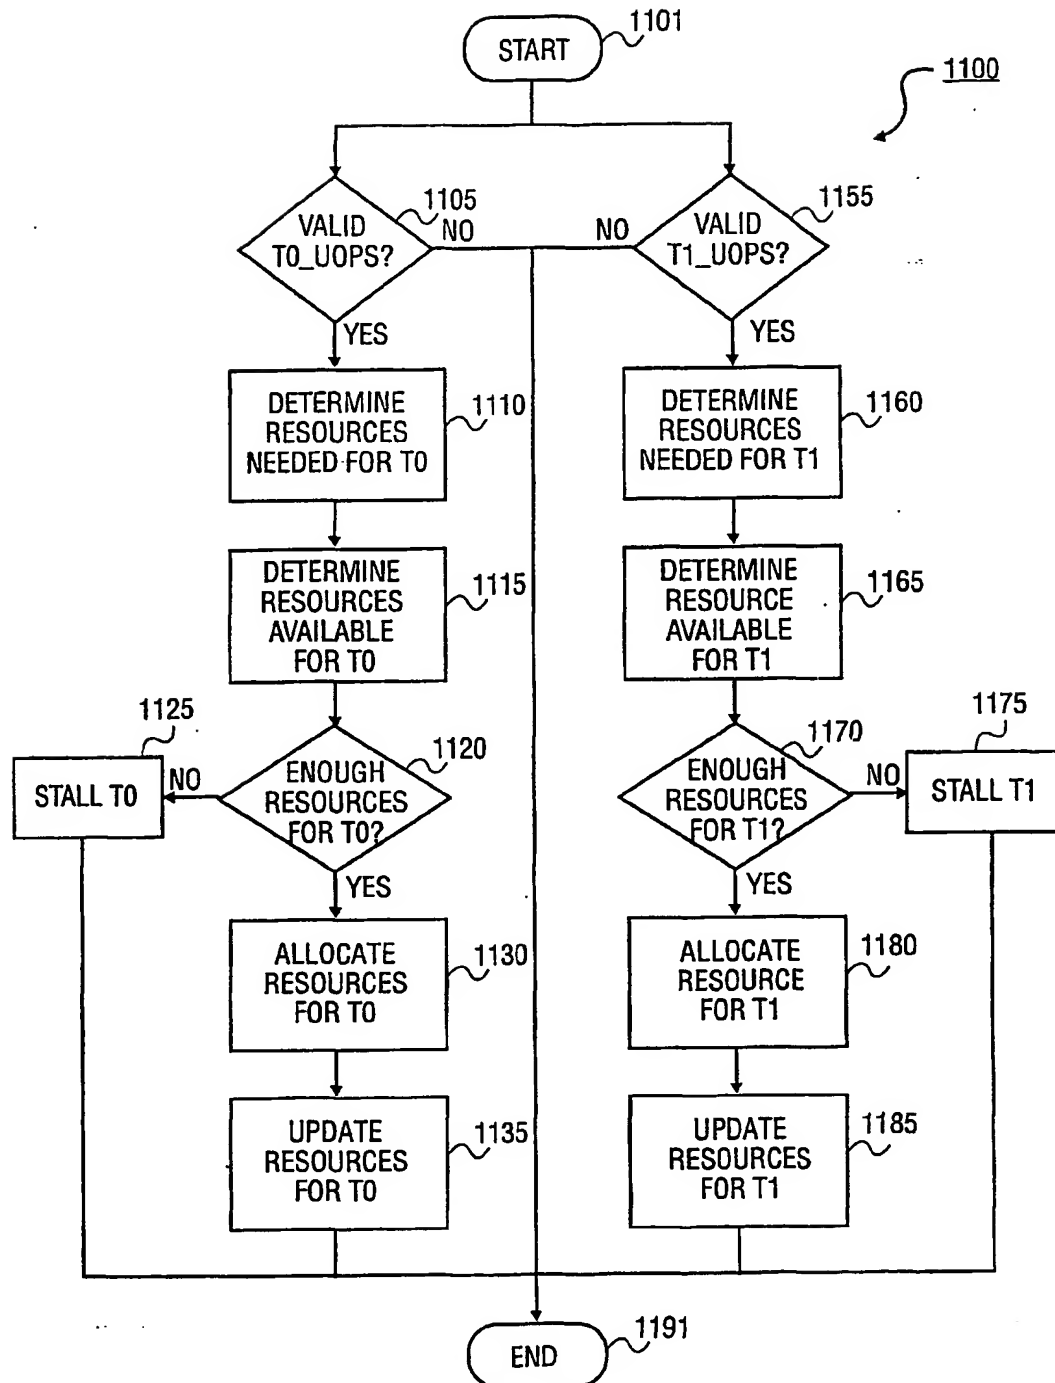 START
1101
1100
VALID
T0_UOPS?
1105
NO
YES
VALID
T1_UOPS?
1155
NO
YES
DETERMINE
RESOURCES
NEEDED FOR T0
1110
DETERMINE
RESOURCES
NEEDED FOR T1
1160
DETERMINE
RESOURCES
AVAILABLE
FOR T0
1115
DETERMINE
RESOURCE
AVAILABLE
FOR T1
1165
1125
STALL T0
NO
ENOUGH
RESOURCES
FOR T0?
1120
YES
ENOUGH
RESOURCES
FOR T1?
1170
NO
YES
1175
STALL T1
ALLOCATE
RESOURCES
FOR T0
1130
ALLOCATE
RESOURCE
FOR T1
1180
UPDATE
RESOURCES
FOR T0
1135
UPDATE
RESOURCES
FOR T1
1185
END
1191